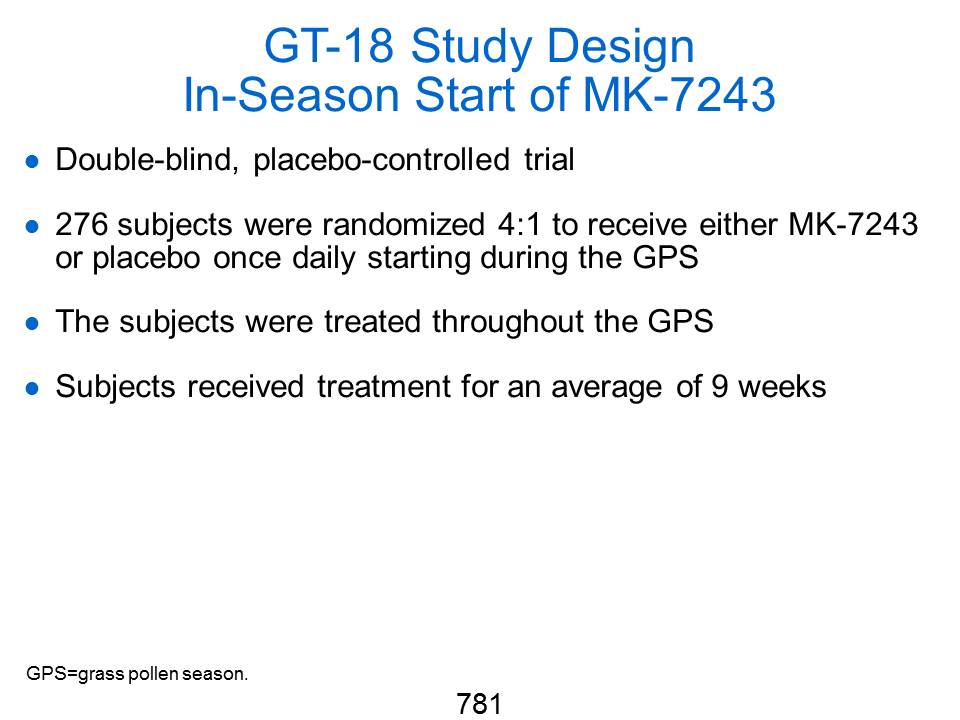 GT-18 Study Design
In-Season Start of MK-7243
● Double-blind, placebo-controlled trial
● 276 subjects were randomized 4:1 to receive either MK-7243
or placebo once daily starting during the GPS
● The subjects were treated throughout the GPS
● Subjects received treatment for an average of 9 weeks
GPS=grass pollen season.
781